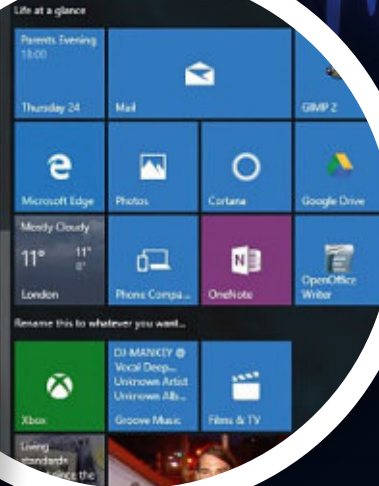 Life at a glance
Parents Evening
18:00
Thursday 24
Mail
GIMP 2
Microsoft Edge
Photos
Cortana
Google Drive
Mostly Cloudy
11°
11°
8°
London
Phone Compa...
OneNote
OpenOffice
Writer
Rename this to whatever you want...
Xbox
DJ MANKEY @
Vocal Deep...
Unknown Artist
Unknown Alb...
Groove Music
Films & TV
Living
standards
since the